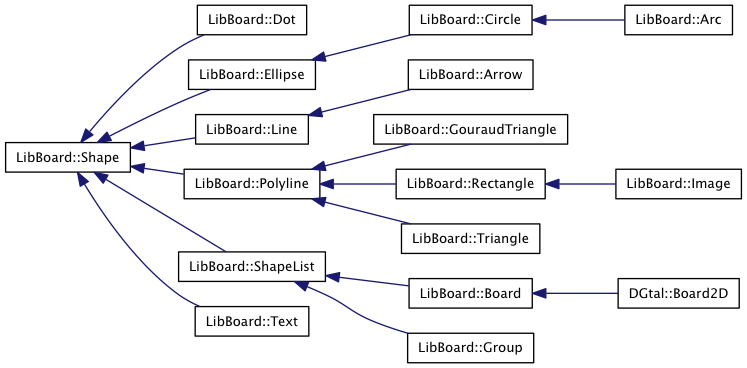 LibBoard::Dot
LibBoard::Circle
LibBoard::Arc
LibBoard::Ellipse
LibBoard::Arrow
LibBoard::Line
LibBoard::GouraudTriangle
LibBoard::Shape
LibBoard::Polyline
LibBoard::Rectangle
LibBoard::Image
LibBoard::Triangle
LibBoard::ShapeList
LibBoard::Board
DGtal::Board2D
LibBoard::Text
LibBoard::Group